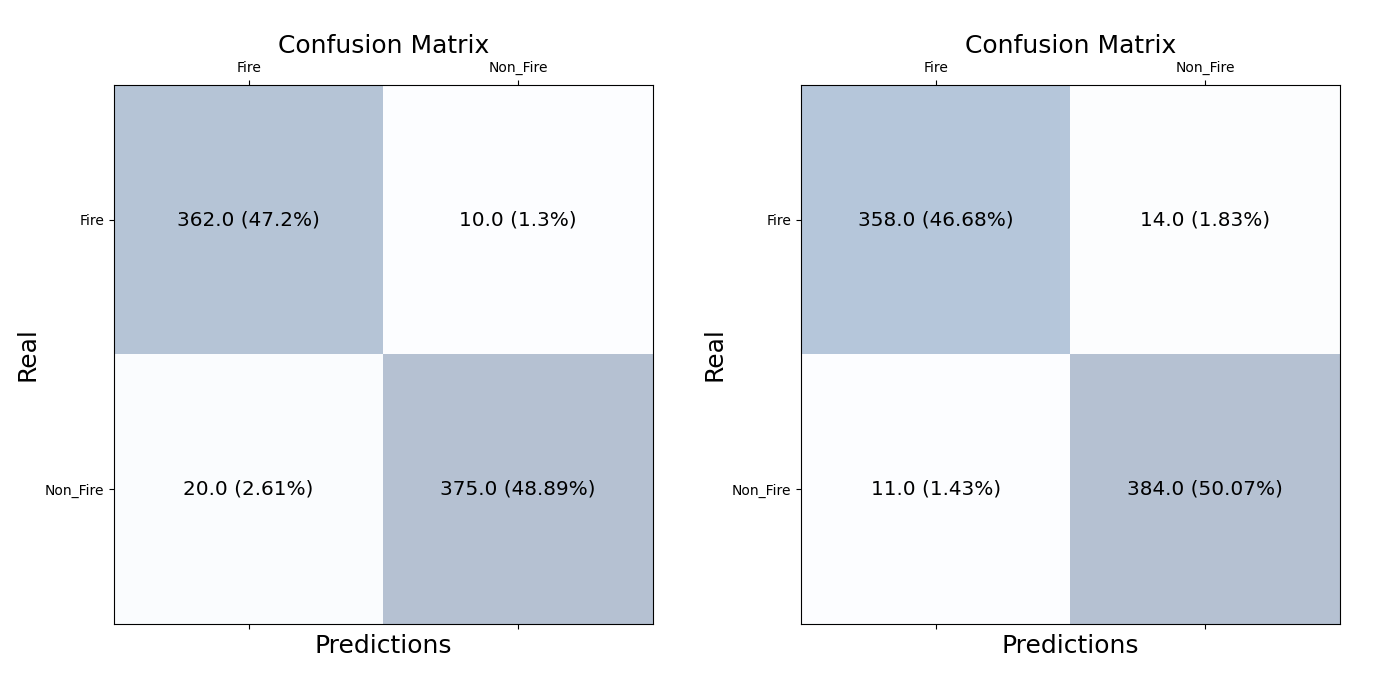 Confusion Matrix
Fire Non_Fire
Fire 362.0 (47.2%) 10.0 (1.3%)
Real
Non_Fire 20.0 (2.61%) 375.0 (48.89%)
Predictions
Confusion Matrix
Fire Non_Fire
Fire 358.0 (46.68%) 14.0 (1.83%)
Real
Non_Fire 11.0 (1.43%) 384.0 (50.07%)
Predictions